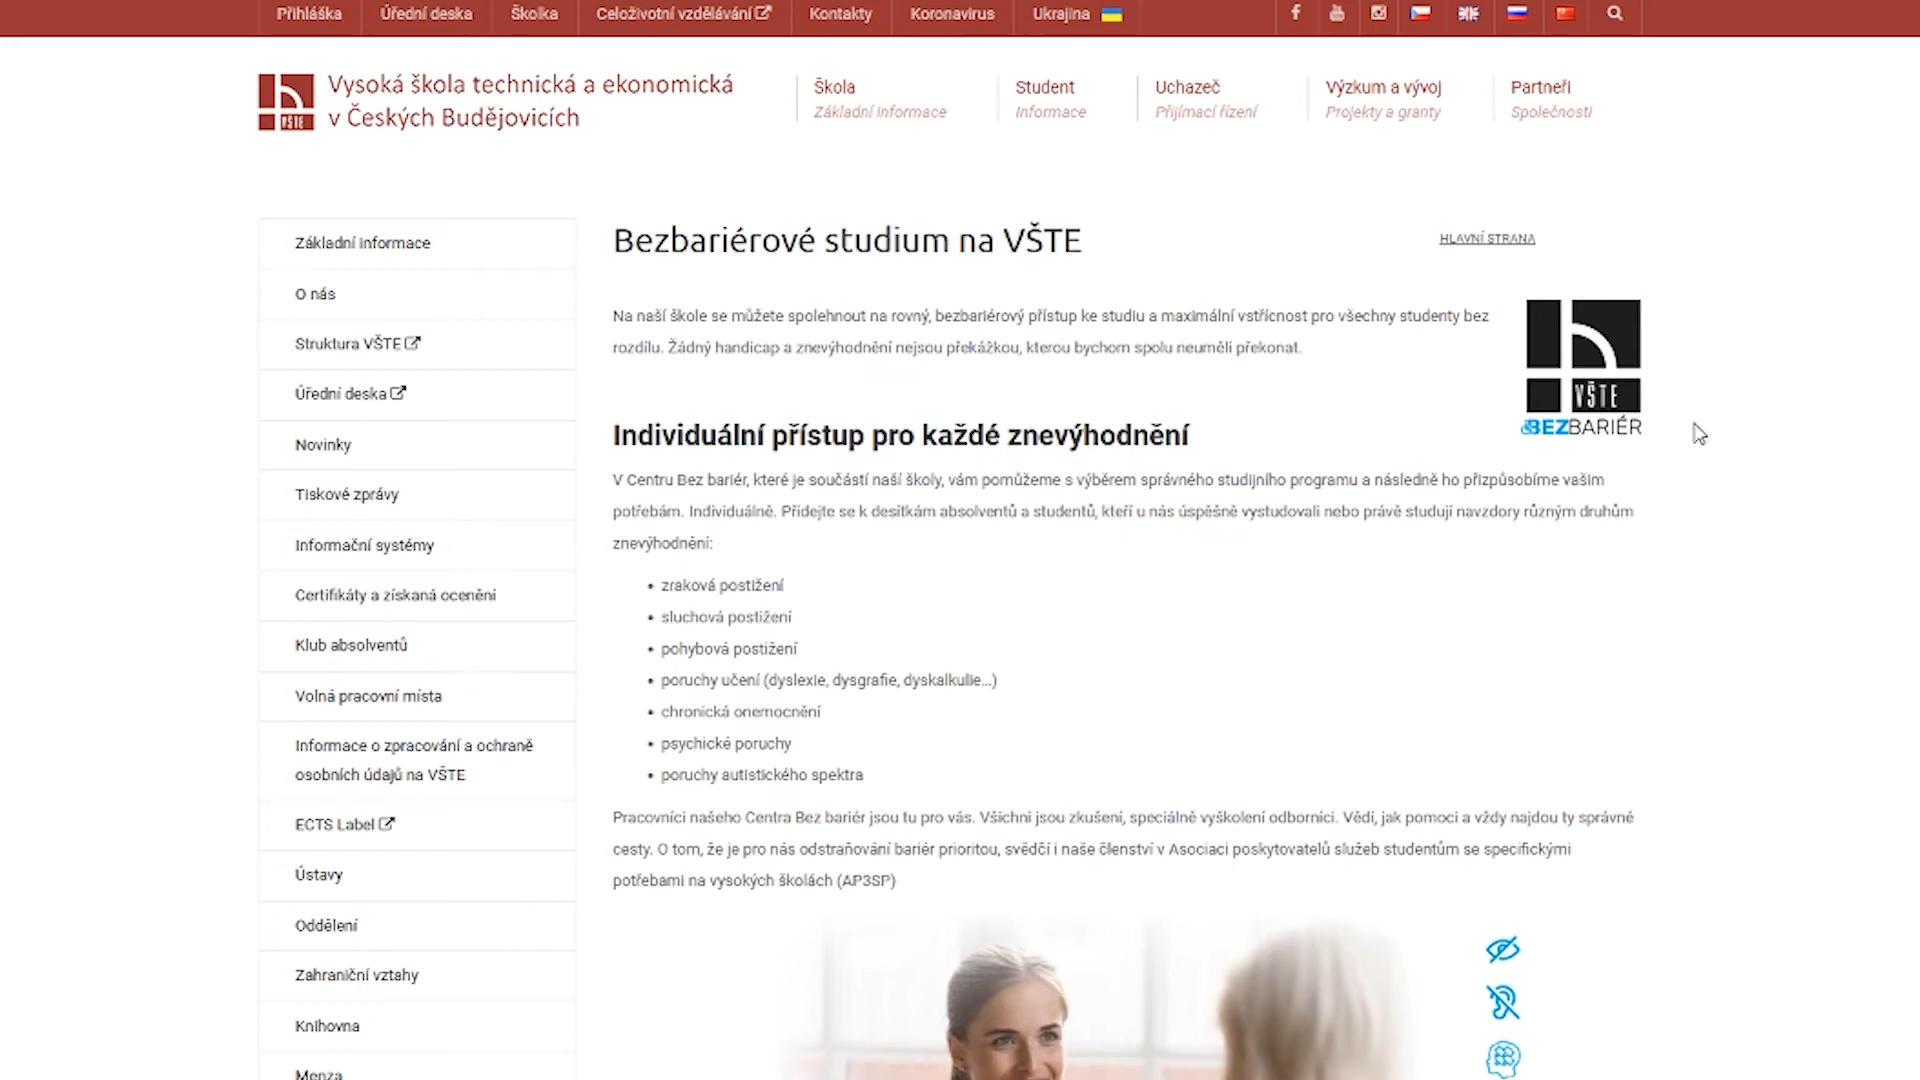 Přihláška Úřední deska Školka Celoživotní vzdělávání Kontakty Koronavirus Ukrajina
Vysoká škola technická a ekonomická
v Českých Budějovicích
VŠTE
Škola
Základní informace
Student
Informace
Uchazeč
Přijímací řízení
Výzkum a vývoj
Projekty a granty
Partneři
Společnosti
Základní informace
O nás
Struktura VŠTE
Úřední deska
Novinky
Tiskové zprávy
Informační systémy
Certifikáty a získaná ocenění
Klub absolventů
Volná pracovní místa
Informace o zpracování a ochraně
osobních údajů na VŠTE
ECTS Label
Ústavy
Oddělení
Zahraniční vztahy
Knihovna
Menza
Bezbariérové studium na VŠTE
HLAVNÍ STRANA
Na naší škole se můžete spolehnout na rovný, bezbariérový přístup ke studiu a maximální vstřícnost pro všechny studenty bez
rozdílu. Žádný handicap a znevýhodnění nejsou překážkou, kterou bychom spolu neuměli překonat.
VŠTE
BEZBARIÉR
Individuální přístup pro každé znevýhodnění
V Centru Bez bariér, které je součástí naší školy, vám pomůžeme s výběrem správného studijního programu a následně ho přizpůsobíme vašim
potřebám. Individuálně. Přidejte se k desítkám absolventů a studentů, kteří u nás úspěšně vystudovali nebo právě studují navzdory různým druhům
znevýhodnění:
• zraková postižení
• sluchová postižení
• pohybová postižení
• poruchy učení (dyslexie, dysgrafie, dyskalkulie...)
• chronická onemocnění
• psychické poruchy
• poruchy autistického spektra
Pracovníci našeho Centra Bez bariér jsou tu pro vás. Všichni jsou zkušení, speciálně vyškolení odborníci. Vědí, jak pomoci a vždy najdou ty správné
cesty. O tom, že je pro nás odstraňování bariér prioritou, svědčí i naše členství v Asociaci poskytovatelů služeb studentům se specifickými
potřebami na vysokých školách (AP3SP)